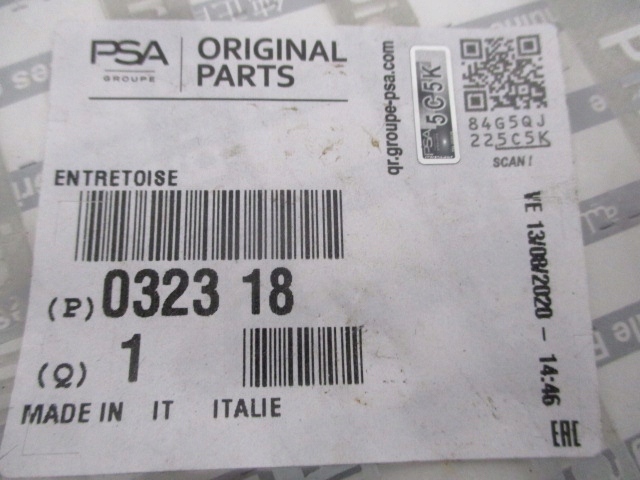 PSA
GROUPE
ORIGINAL
PARTS
qr.groupe-psa.com
PSA 5C5K
84G5QJ
225C5K
SCAN!
ENTRETOISE
(P) 0323 18
(Q) 1
MADE IN IT ITALIE
VE 13/08/2020 - 14:46
EAC